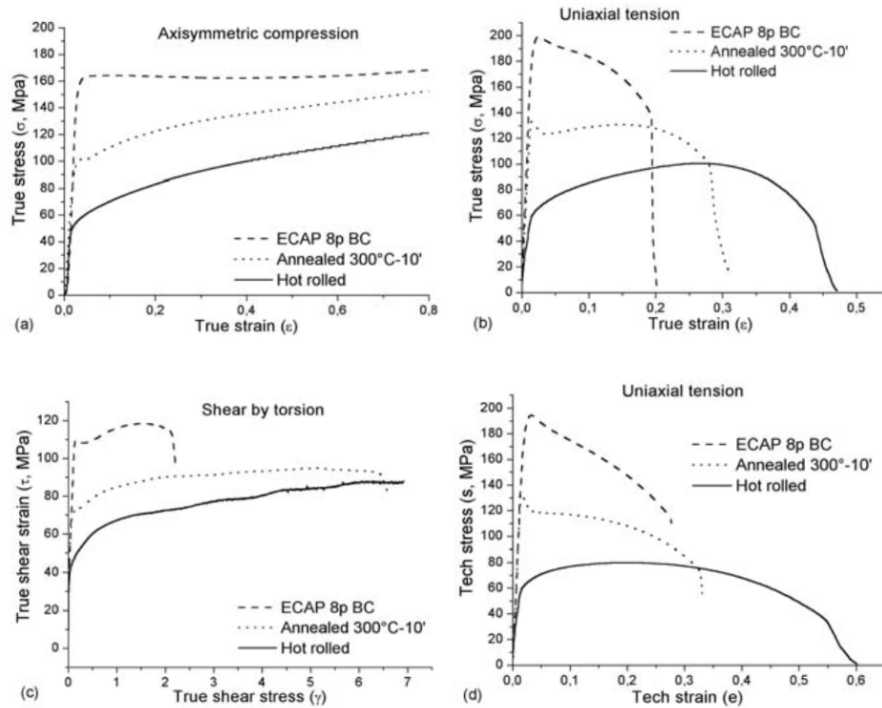 Axisymmetric compression
True stress (σ, Mpa)
180
160
140
120
100
80
60
40
20
0
ECAP 8p BC
Annealed 300°C-10'
Hot rolled
0,0 0,2 0,4 0,6 0,8
(a) True strain (ε)
Uniaxial tension
True stress (σ, Mpa)
200
180
160
140
120
100
80
60
40
20
0
ECAP 8p BC
Annealed 300°C-10'
Hot rolled
0,0 0,1 0,2 0,3 0,4 0,5
(b) True strain (ε)
Shear by torsion
True shear strain (τ, MPa)
120
100
80
60
40
20
0
ECAP 8p BC
Annealed 300°C-10'
Hot rolled
0 1 2 3 4 5 6 7
(c) True shear stress (γ)
Uniaxial tension
Tech stress (s, MPa)
200
180
160
140
120
100
80
60
40
20
0
ECAP 8p BC
Annealed 300°-10'
Hot rolled
0,0 0,1 0,2 0,3 0,4 0,5 0,6
(d) Tech strain (e)